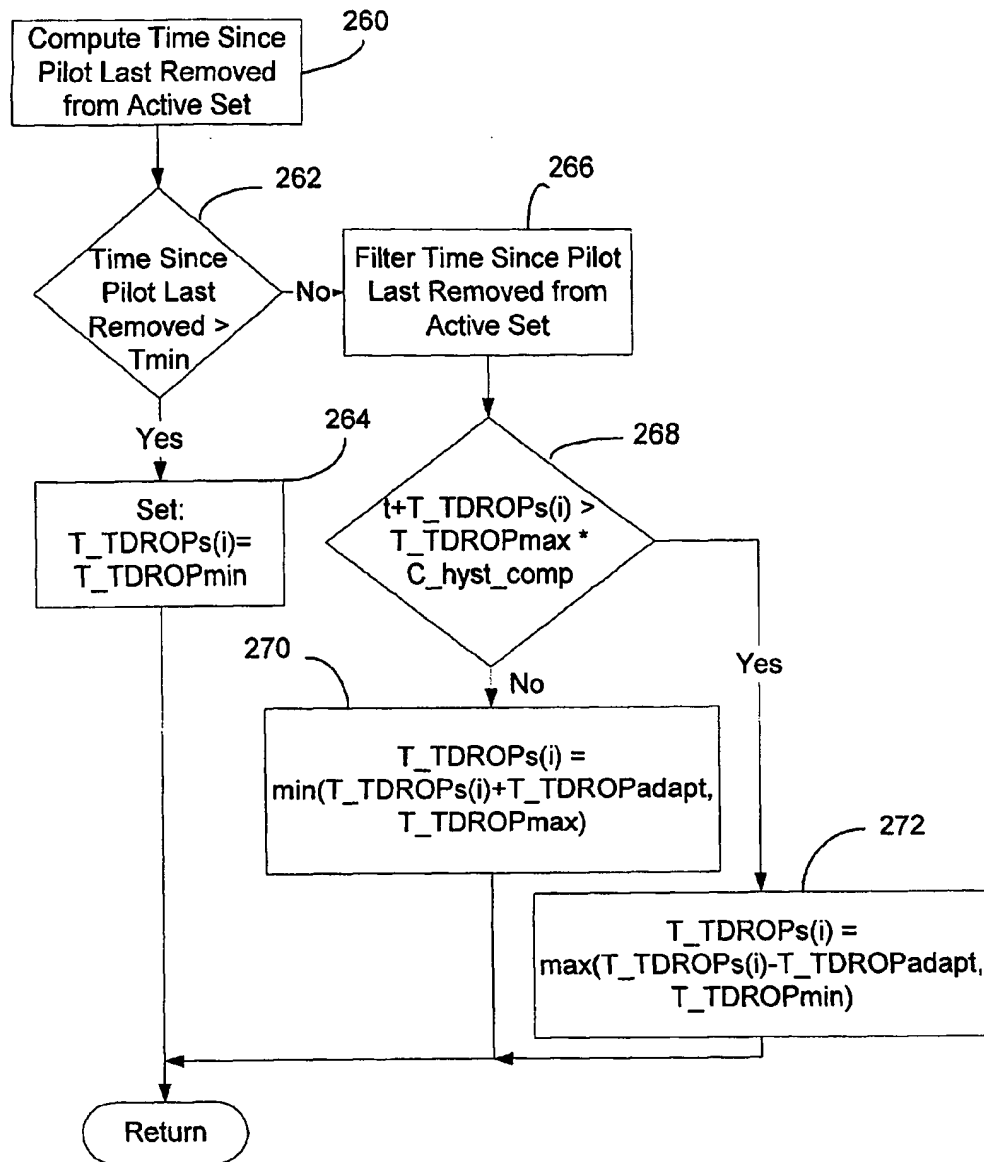 260
Compute Time Since
Pilot Last Removed
from Active Set
262
Time Since
Pilot Last
Removed >
Tmin
No
266
Filter Time Since Pilot
Last Removed from
Active Set
Yes
264
Set:
T_TDROPs(i)=
T_TDROPmin
268
t+T_TDROPs(i) >
T_TDROPmax *
C_hyst_comp
No
Yes
270
T_TDROPs(i) =
min(T_TDROPs(i)+T_TDROPadapt,
T_TDROPmax)
272
T_TDROPs(i) =
max(T_TDROPs(i)-T_TDROPadapt,
T_TDROPmin)
Return